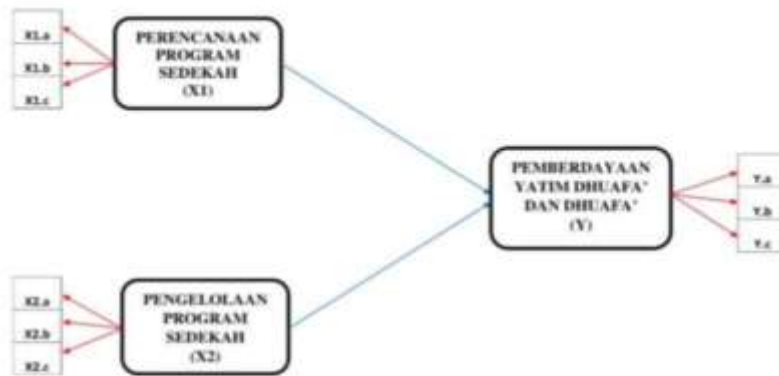 X1.a
X1.b
X1.c
PERENCANAAN
PROGRAM
SEDEKAH
(X1)
PEMBERDAYAAN
YATIM DHUAFA'
DAN DHUAFA'
(Y)
Y.a
Y.b
Y.c
X2.a
X2.b
X2.c
PENGELOLAAN
PROGRAM
SEDEKAH
(X2)